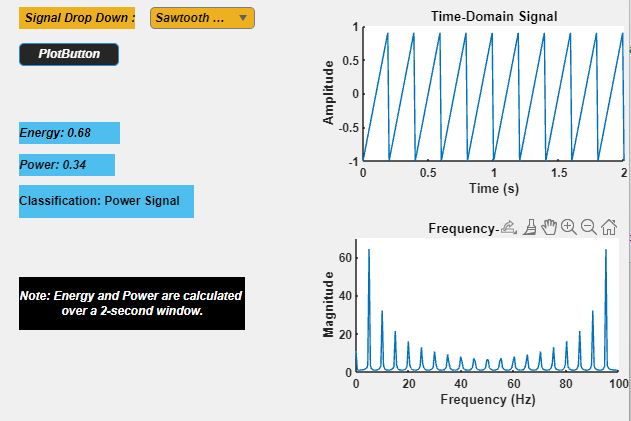 Signal Drop Down :
Sawtooth ...
PlotButton
Energy: 0.68
Power: 0.34
Classification: Power Signal
Note: Energy and Power are calculated
over a 2-second window.
Time-Domain Signal
1
0.5
0
-0.5
-1
Amplitude
0 0.5 1 1.5 2
Time (s)
Frequency-
60
40
20
0
Magnitude
0 20 40 60 80 100
Frequency (Hz)